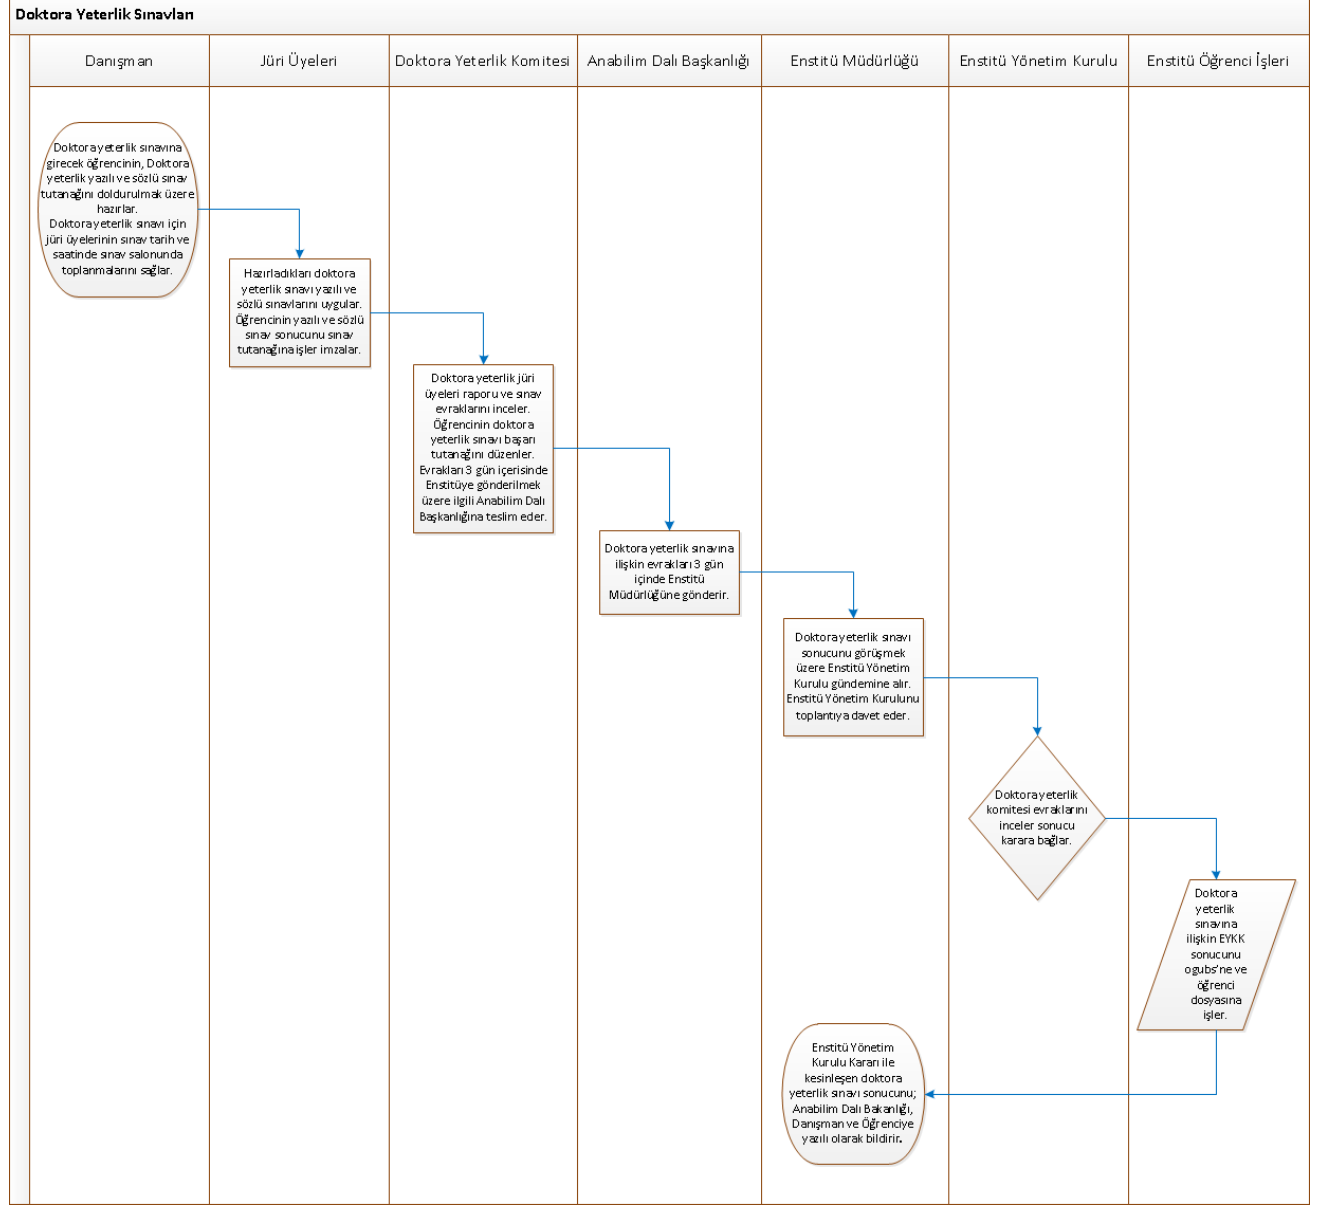 Doktora Yeterlik Sınavları
Danışman
Jüri Üyeleri
Doktora Yeterlik Komitesi
Anabilim Dalı Başkanlığı
Enstitü Müdürlüğü
Enstitü Yönetim Kurulu
Enstitü Öğrenci İşleri
Doktora yeterlik sınavına
girecek öğrencinin, Doktora
yeterlik yazılı ve sözlü sınav
tutanağını doldurulmak üzere
hazırlar.
Doktora yeterlik sınavı için
jüri üyelerinin sınav tarih ve
saatinde sınav salonunda
toplanmalarını sağlar.
Hazırladıkları doktora
yeterlik sınavı yazılı ve
sözlü sınavlarını uygular.
Öğrencinin yazılı ve sözlü
sınav sonucunu sınav
tutanağına işler imzalar.
Doktora yeterlik jüri
üyeleri raporu ve sınav
evraklarını inceler.
Öğrencinin doktora
yeterlik sınavı başarı
tutanağını düzenler.
Evrakları 3 gün içerisinde
Enstitüye gönderilmek
üzere ilgili Anabilim Dalı
Başkanlığına teslim eder.
Doktora yeterlik sınavına
ilişkin evrakları 3 gün
içinde Enstitü
Müdürlüğüne gönderir.
Doktora yeterlik sınavı
sonucunu görüşmek
üzere Enstitü Yönetim
Kurulu gündemine alır.
Enstitü Yönetim Kurulunu
toplantıya davet eder.
Doktora yeterlik
komitesi evraklarını
inceler sonucu
karara bağlar.
Doktora
yeterlik
sınavına
ilişkin EYKK
sonucunu
ogubs'ne ve
öğrenci
dosyasına
işler.
Enstitü Yönetim
Kurulu Kararı ile
kesinleşen doktora
yeterlik sınavı sonucunu;
Anabilim Dalı Bakanlığı,
Danışman ve Öğrenciye
yazılı olarak bildirir.